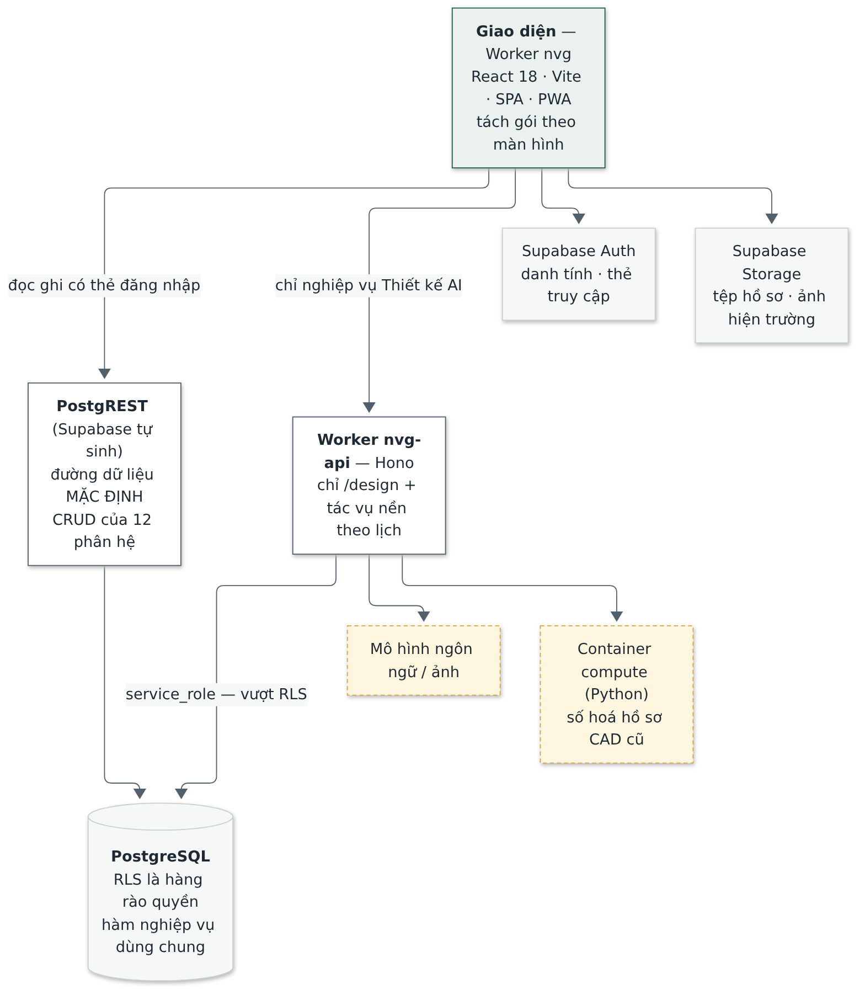 Giao diện —
Worker nvg
React 18 · Vite
· SPA · PWA
tách gói theo
màn hình
Supabase Auth
danh tính · thẻ
truy cập
Supabase
Storage
tệp hồ sơ · ảnh
hiện trường
đọc ghi có thẻ đăng nhập
chỉ nghiệp vụ Thiết kế AI
PostgREST
(Supabase tự
sinh)
đường dữ liệu
MẶC ĐỊNH
CRUD của 12
phân hệ
Worker nvg-
api — Hono
chỉ /design +
tác vụ nền
theo lịch
Mô hình ngôn
ngữ / ảnh
Container
compute
(Python)
số hoá hồ sơ
CAD cũ
service_role — vượt RLS
PostgreSQL
RLS là hàng
rào quyền
hàm nghiệp vụ
dùng chung